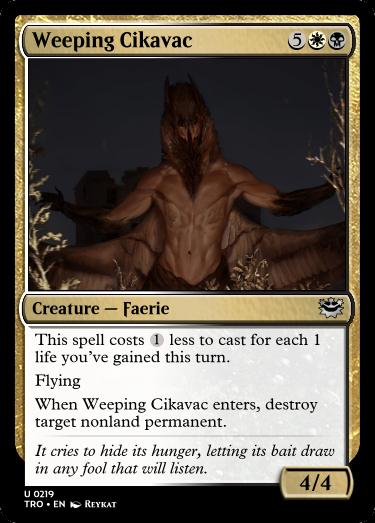 Weeping Cikavac 5
Creature — Faerie
This spell costs 1 less to cast for each 1
life you've gained this turn.
Flying
When Weeping Cikavac enters, destroy
target nonland permanent.
It cries to hide its hunger, letting its bait draw
in any fool that will listen.
4/4
U 0219
TRO • EN REYKAT